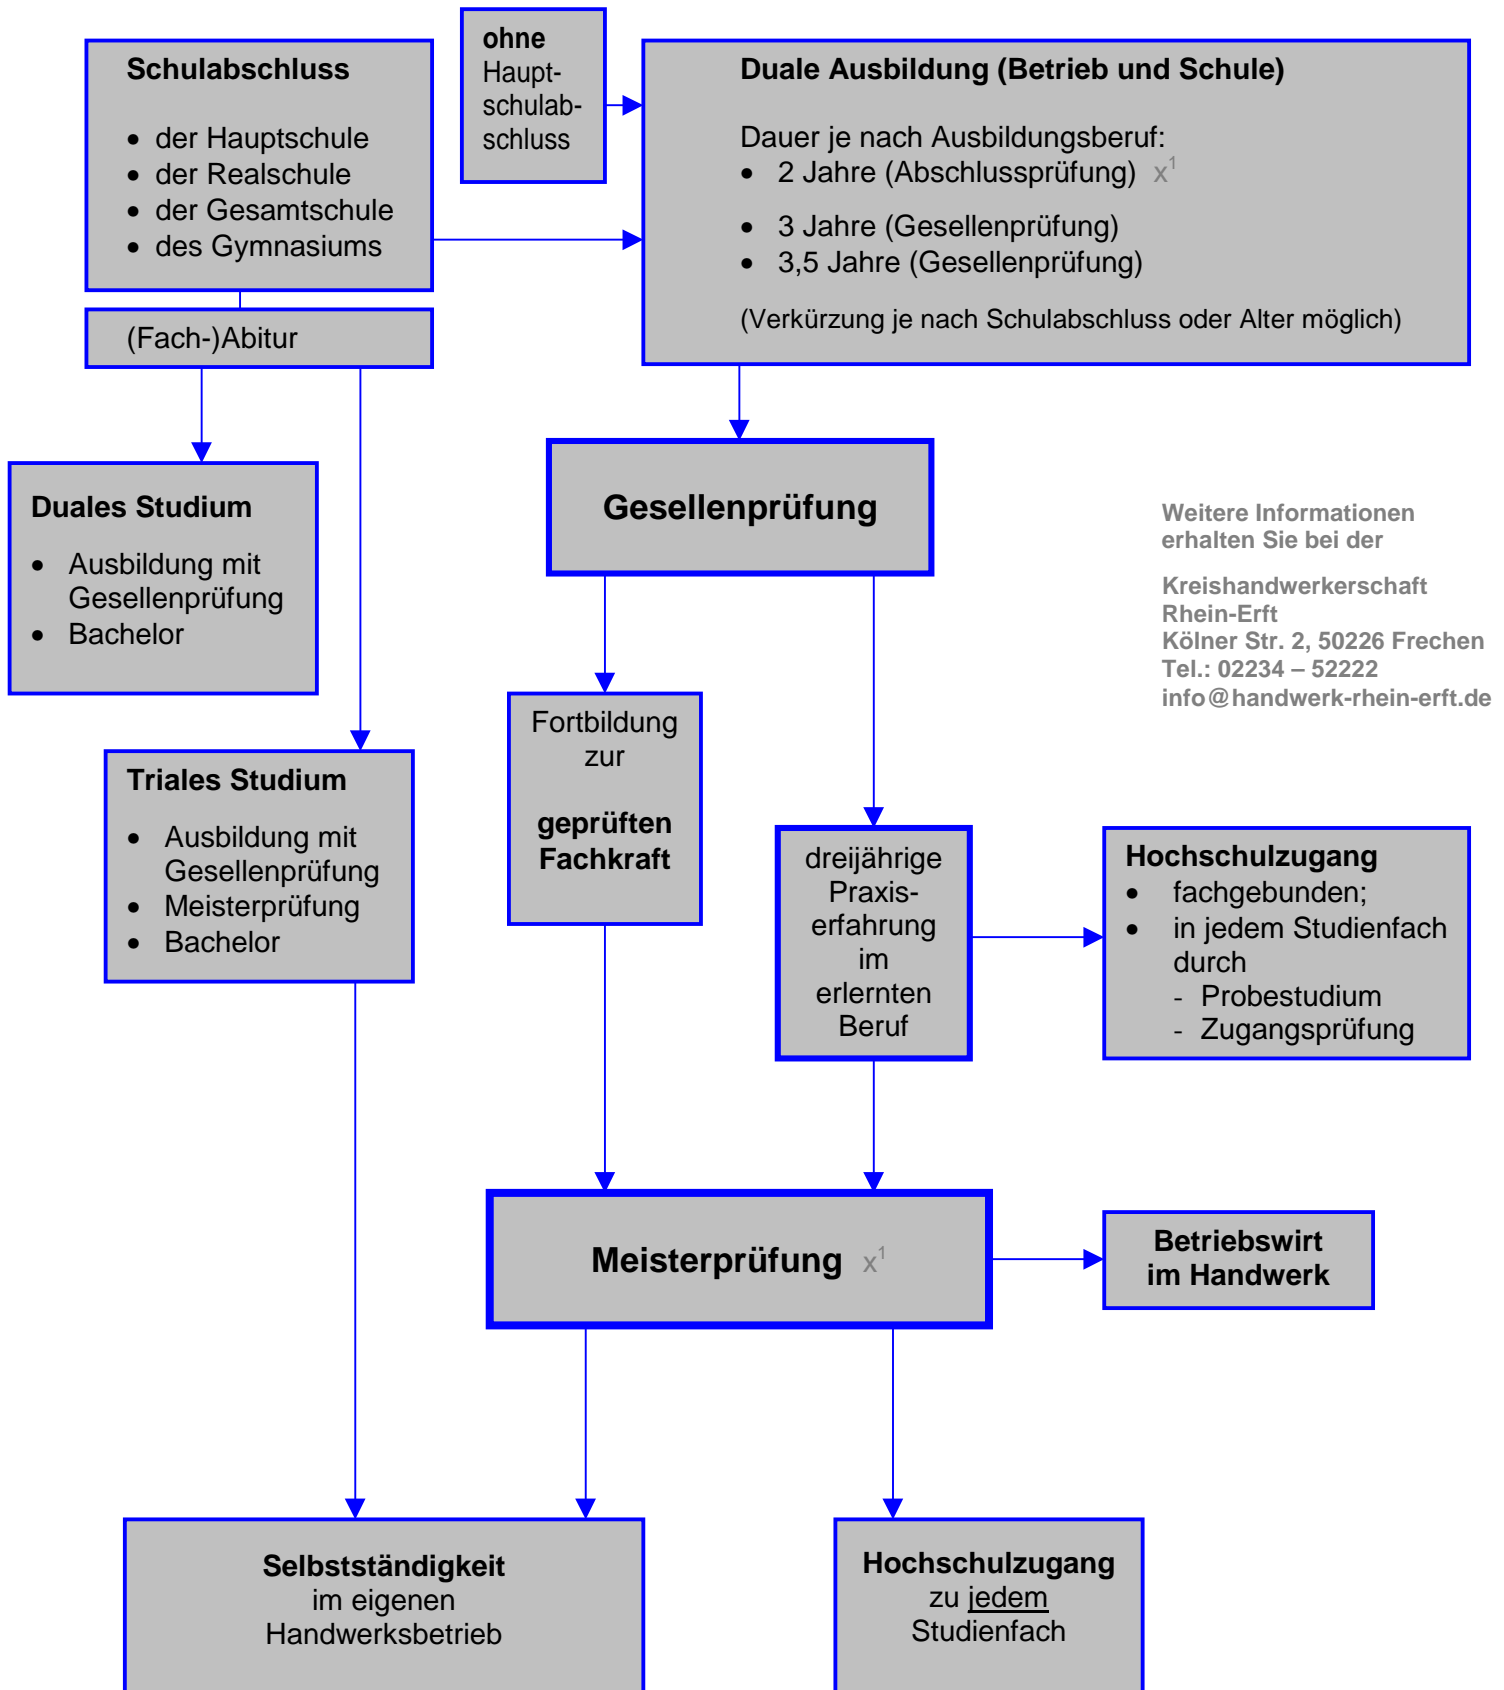 ohne
Haupt-
schulab-
schluss
Schulabschluss
• der Hauptschule
• der Realschule
• der Gesamtschule
• des Gymnasiums
(Fach-)Abitur
Duale Ausbildung (Betrieb und Schule)
Dauer je nach Ausbildungsberuf:
• 2 Jahre (Abschlussprüfung) x¹
• 3 Jahre (Gesellenprüfung)
• 3,5 Jahre (Gesellenprüfung)
(Verkürzung je nach Schulabschluss oder Alter möglich)
Duales Studium
• Ausbildung mit
Gesellenprüfung
• Bachelor
Gesellenprüfung
Weitere Informationen
erhalten Sie bei der
Kreishandwerkerschaft
Rhein-Erft
Kölner Str. 2, 50226 Frechen
Tel.: 02234 – 52222
info@handwerk-rhein-erft.de
Triales Studium
• Ausbildung mit
Gesellenprüfung
• Meisterprüfung
• Bachelor
Fortbildung
zur
geprüften
Fachkraft
dreijährige
Praxis-
erfahrung
im
erlernten
Beruf
Hochschulzugang
• fachgebunden;
• in jedem Studienfach
durch
- Probestudium
- Zugangsprüfung
Meisterprüfung x¹
Betriebswirt
im Handwerk
Selbstständigkeit
im eigenen
Handwerksbetrieb
Hochschulzugang
zu jedem
Studienfach